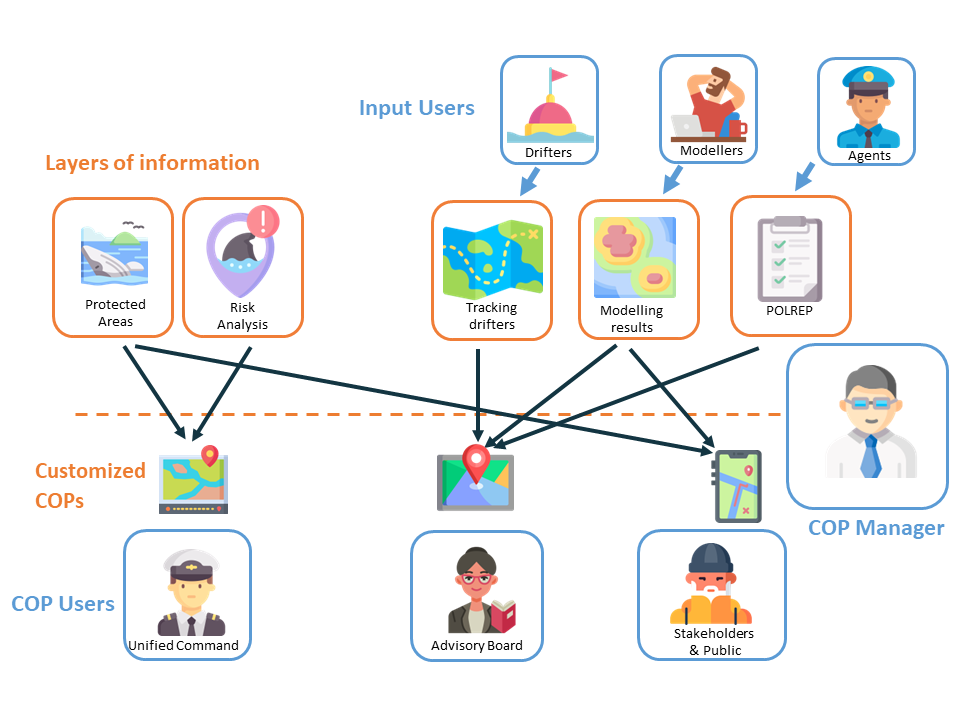 Input Users
Drifters
Modellers
Agents
Layers of information
Protected
Areas
Risk
Analysis
Tracking
drifters
Modelling
results
POLREP
Customized
COPs
COP Manager
COP Users
Unified Command
Advisory Board
Stakeholders
& Public